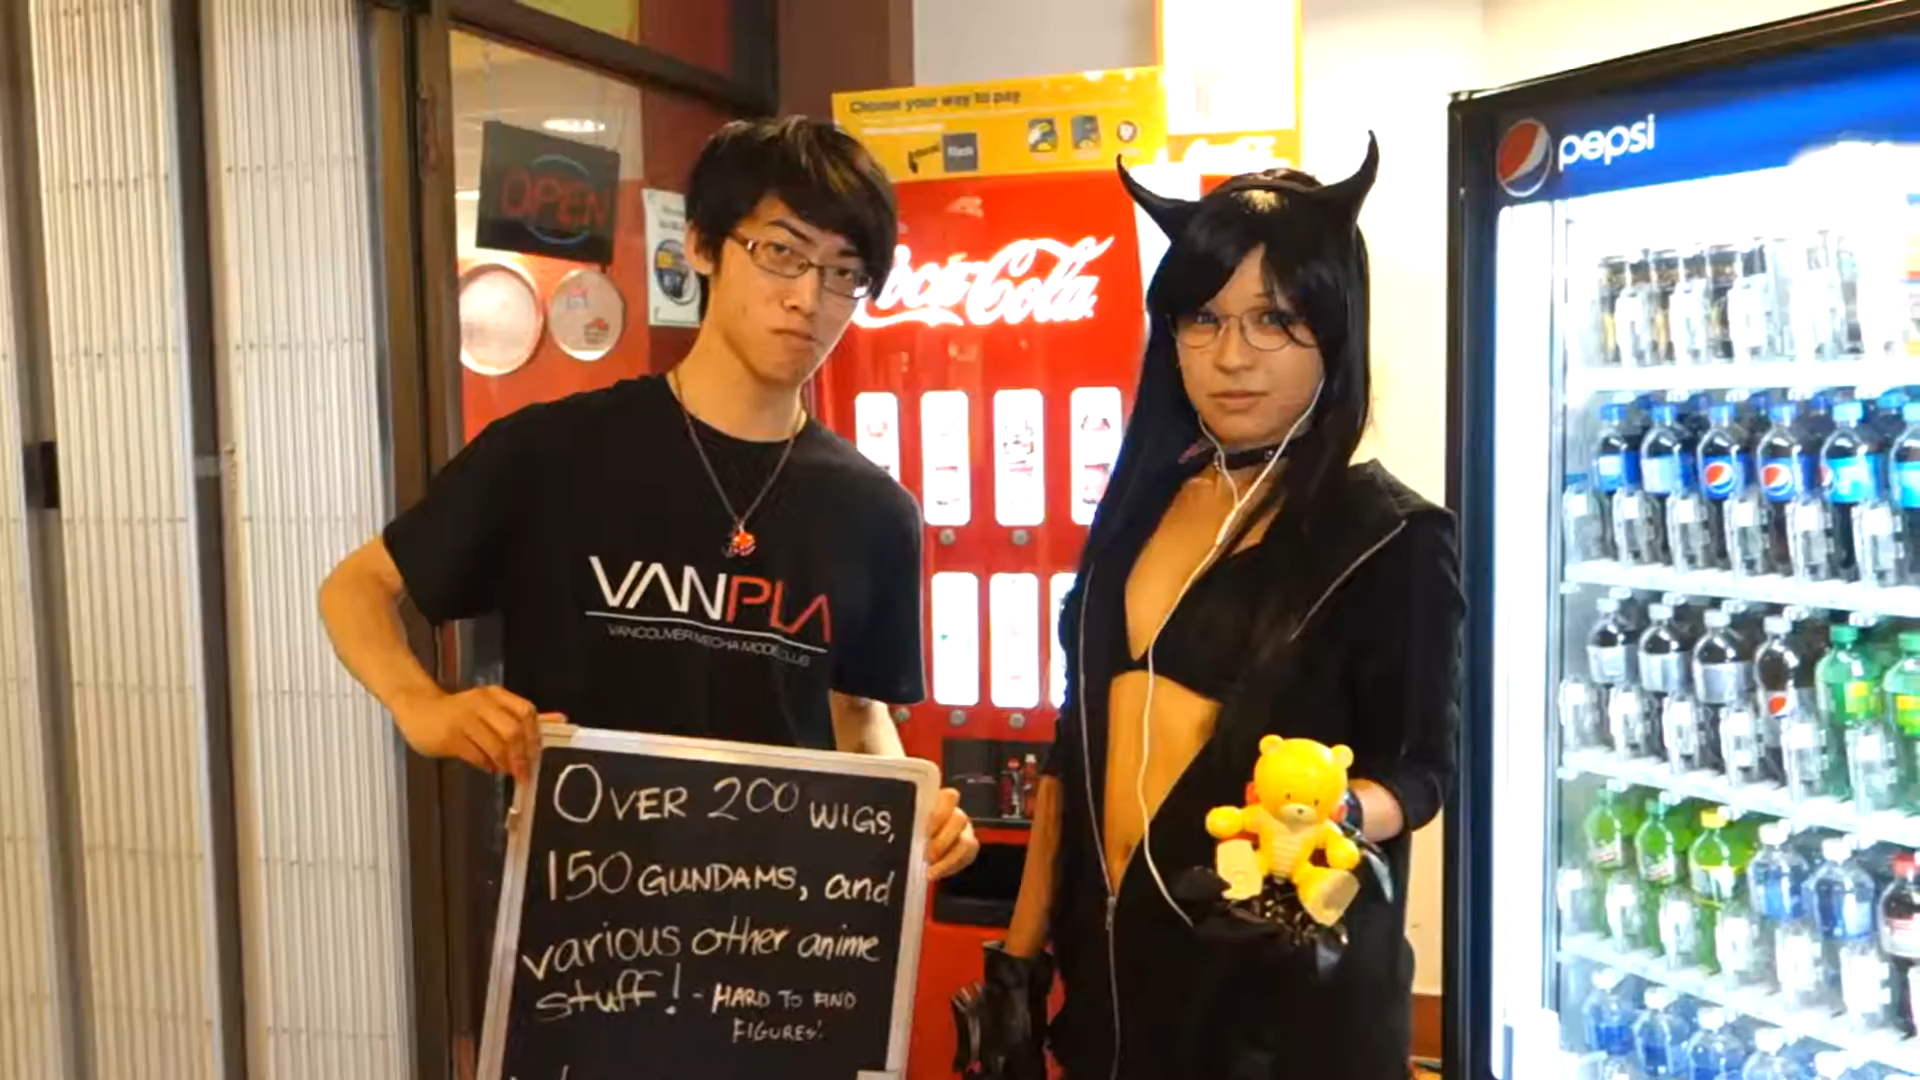 Choose your way to pay
OPEN
pepsi
Coca-Cola
VANPLA
VANCOUVER MECHA MODEL CLUB
OVER 200 WIGS,
150 GUNDAMS, and
various other anime
stuff! - HARD TO FIND
FIGURES!